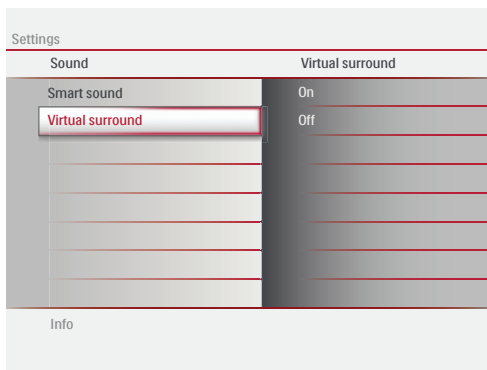 Settings
Sound Virtual surround
Smart sound On
Virtual surround Off
Info